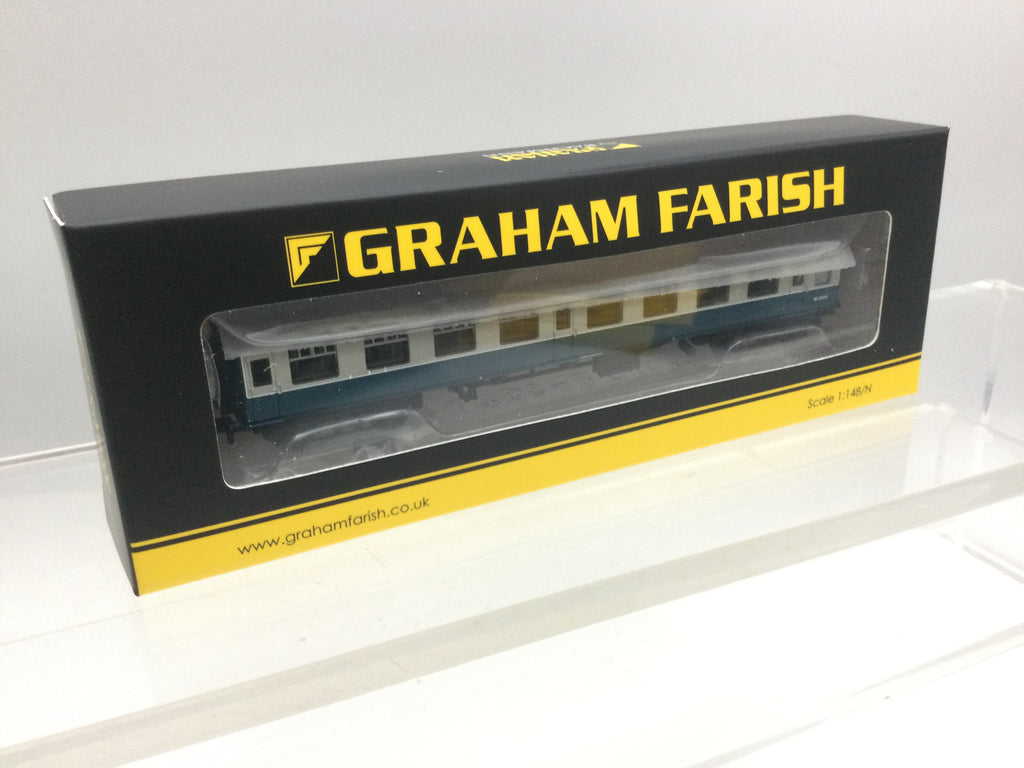 GRAHAM FARISH
Scale 1:148/N
www.grahamfarish.co.uk